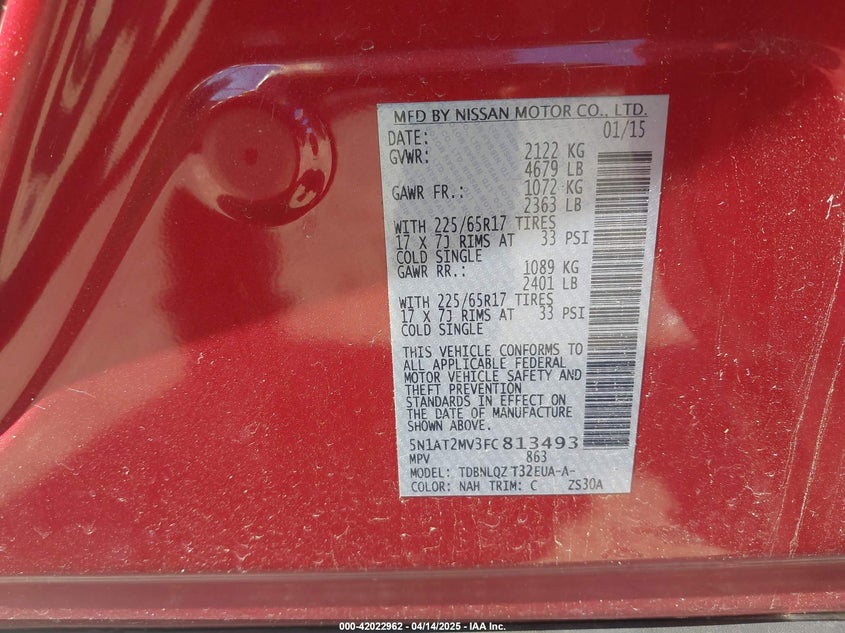 MFD BY NISSAN MOTOR CO., LTD.
DATE: 01/15
GVWR: 2122 KG
4679 LB
GAWR FR.: 1072 KG
2363 LB
WITH 225/65R17 TIRES
17 X 7J RIMS AT 33 PSI
COLD SINGLE
GAWR RR.: 1089 KG
2401 LB
WITH 225/65R17 TIRES
17 X 7J RIMS AT 33 PSI
COLD SINGLE
THIS VEHICLE CONFORMS TO
ALL APPLICABLE FEDERAL
MOTOR VEHICLE SAFETY AND
THEFT PREVENTION
STANDARDS IN EFFECT ON
THE DATE OF MANUFACTURE
SHOWN ABOVE.
5N1AT2MV3FC813493
MPV 863
MODEL: TDBNLQZ T32EUA-A-
COLOR: NAH TRIM: C ZS30A
000-42022962 - 04/14/2025 - IAA Inc.